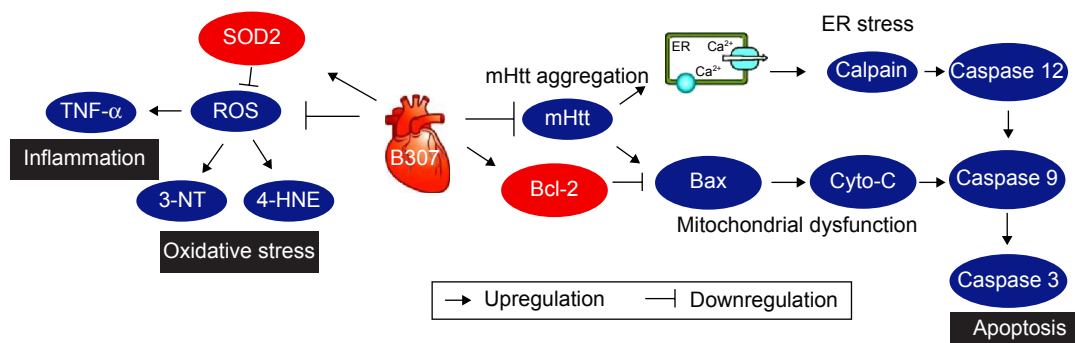 SOD2
TNF-α
ROS
Inflammation
3-NT
4-HNE
Oxidative stress
B307
mHtt aggregation
mHtt
Bcl-2
ER stress
ER
Ca2+
Ca2+
Calpain
Caspase 12
Bax
Cyto-C
Caspase 9
Mitochondrial dysfunction
Caspase 3
Apoptosis
Upregulation
Downregulation